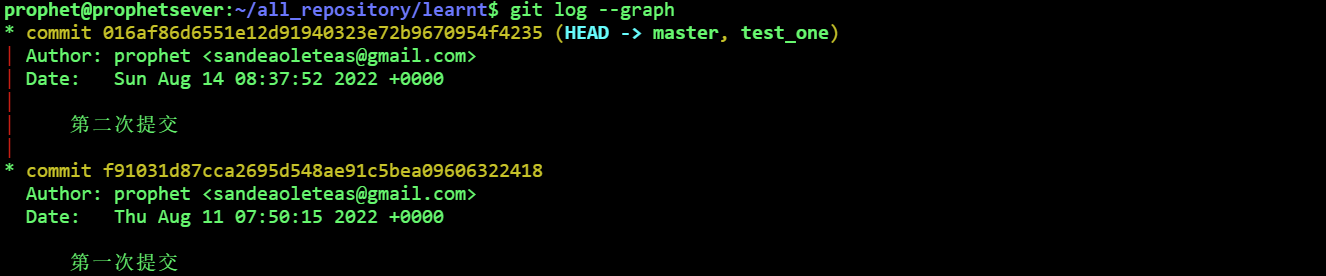 prophet@prophetsever:~/all_repository/learnt$ git log --graph
* commit 016af86d6551e12d91940323e72b9670954f4235 (HEAD -> master, test_one)
| Author: prophet <sandeaoleteas@gmail.com>
| Date:   Sun Aug 14 08:37:52 2022 +0000
|
|     第二次提交
|
* commit f91031d87cca2695d548ae91c5bea09606322418
  Author: prophet <sandeaoleteas@gmail.com>
  Date:   Thu Aug 11 07:50:15 2022 +0000
      第一次提交